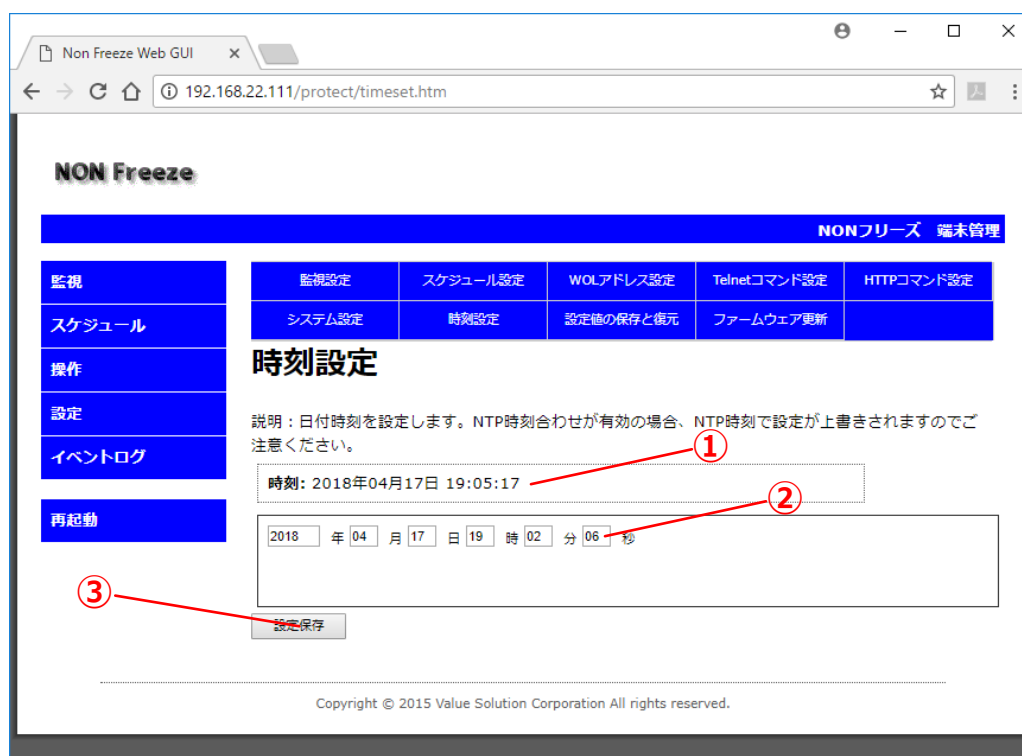 Non Freeze Web GUI
192.168.22.111/protect/timeset.htm
NON Freeze
NONフリーズ 端末管理
監視
スケジュール
操作
設定
イベントログ
再起動
監視設定 スケジュール設定 WOLアドレス設定 Telnetコマンド設定 HTTPコマンド設定
システム設定 時刻設定 設定値の保存と復元 ファームウェア更新
時刻設定
説明：日付時刻を設定します。NTP時刻合わせが有効の場合、NTP時刻で設定が上書きされますのでご
注意ください。
①
時刻: 2018年04月17日 19:05:17
②
2018 年 04 月 17 日 19 時 02 分 06 秒
③
設定保存
Copyright © 2015 Value Solution Corporation All rights reserved.